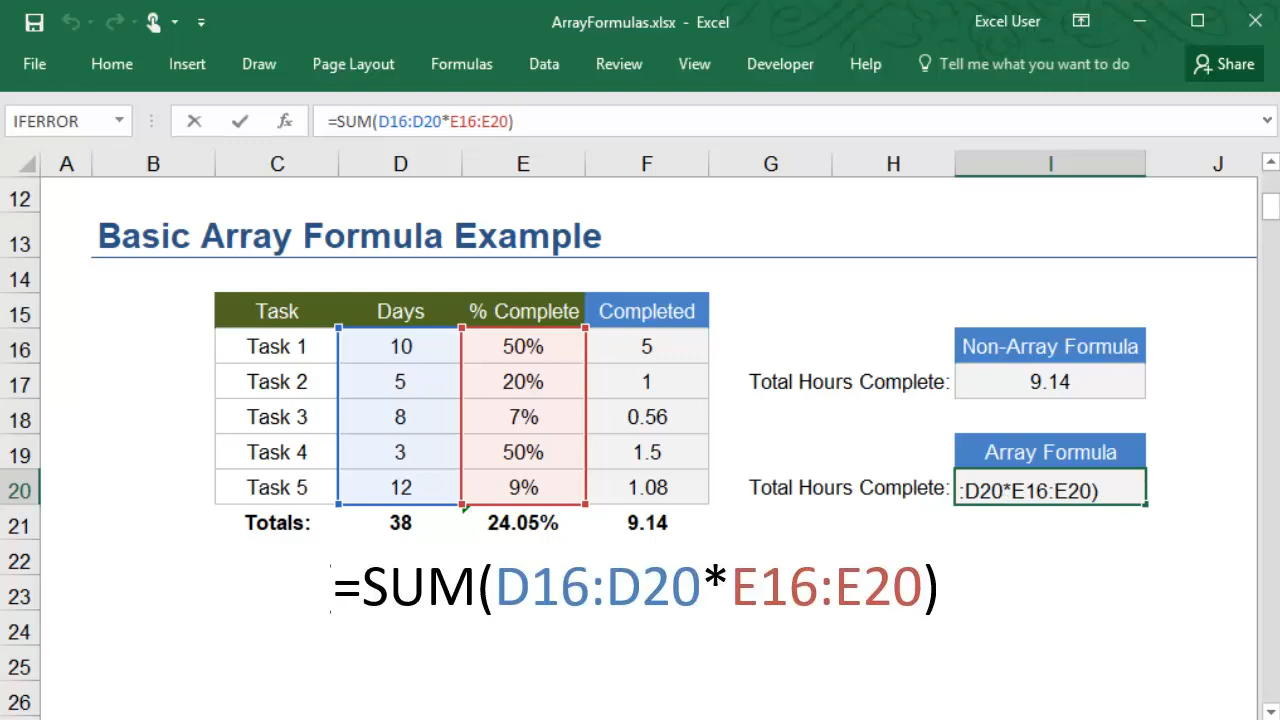 ArrayFormulas.xlsx - Excel
Excel User
File Home Insert Draw Page Layout Formulas Data Review View Developer Help Tell me what you want to do Share
IFERROR fx =SUM(D16:D20*E16:E20)
A B C D E F G H I J
12
13 Basic Array Formula Example
14
15 Task Days % Complete Completed
16 Task 1 10 50% 5 Non-Array Formula
17 Task 2 5 20% 1 Total Hours Complete: 9.14
18 Task 3 8 7% 0.56
19 Task 4 3 50% 1.5 Array Formula
20 Task 5 12 9% 1.08 Total Hours Complete: :D20*E16:E20)
21 Totals: 38 24.05% 9.14
22
23 =SUM(D16:D20*E16:E20)
24
25
26